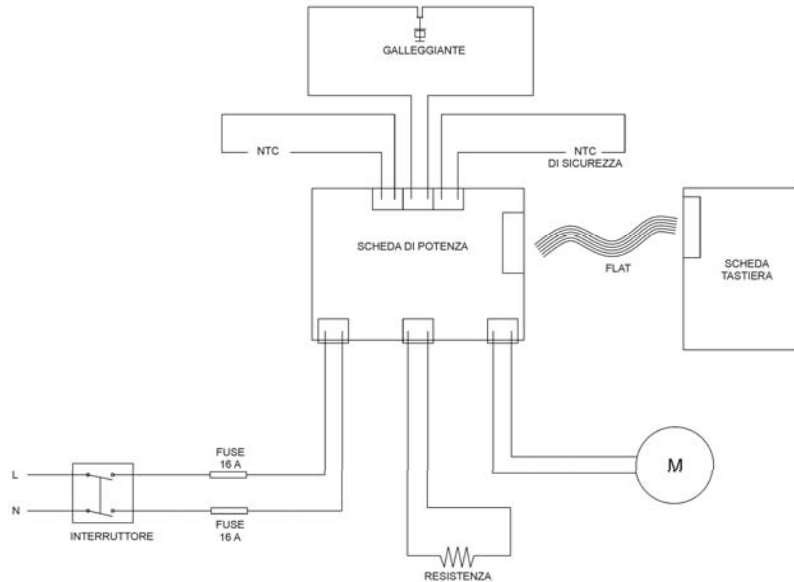 GALLEGGIANTE
NTC
NTC
DI SICUREZZA
SCHEDA DI POTENZA
FLAT
SCHEDA
TASTIERA
FUSE
16 A
L
M
N
INTERRUTTORE
FUSE
16 A
RESISTENZA